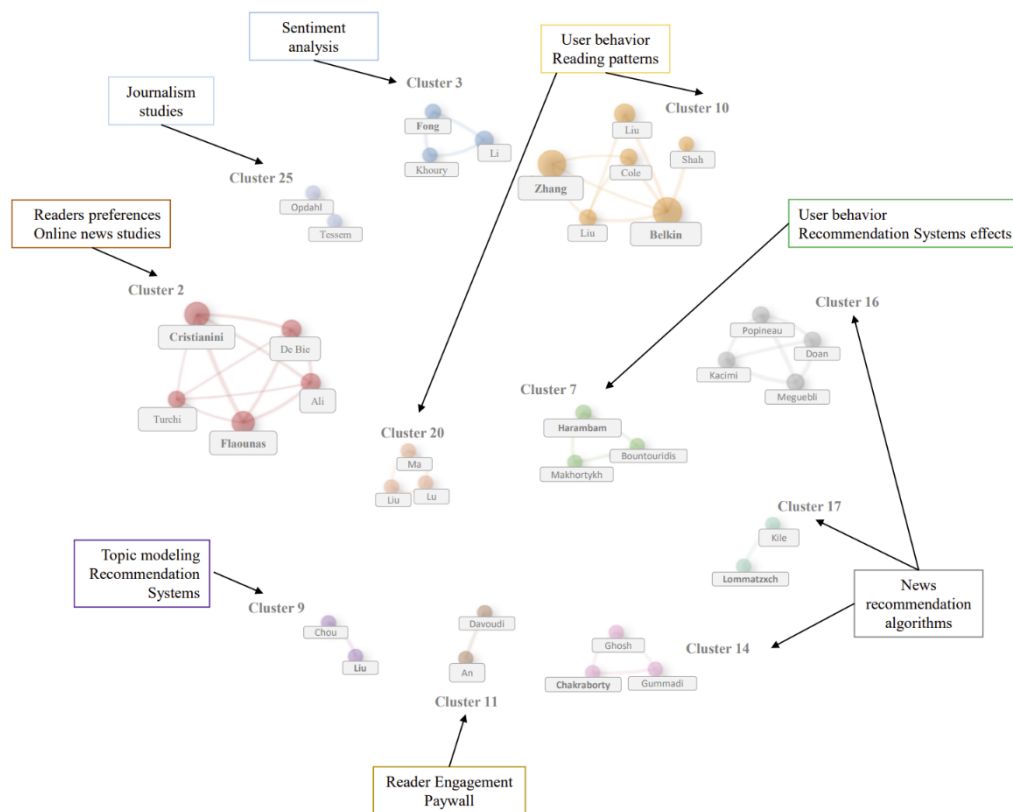 Sentiment
analysis
User behavior
Reading patterns
Cluster 3
Cluster 10
Journalism
studies
Fong
Li
Khoury
Liu
Shah
Cole
Zhang
Liu
Belkin
Cluster 25
Opdahl
Tessem
Readers preferences
Online news studies
User behavior
Recommendation Systems effects
Cluster 2
Cristianini
De Bie
Ali
Turchi
Flaounas
Cluster 16
Popineau
Doan
Kacimi
Meguebli
Cluster 7
Harambam
Bountouridis
Makhortykh
Cluster 20
Ma
Liu
Lu
Cluster 17
Kile
Lommatzxch
Topic modeling
Recommendation
Systems
News
recommendation
algorithms
Cluster 9
Chou
Liu
Davoudi
An
Cluster 11
Ghosh
Chakraborty
Gummadi
Cluster 14
Reader Engagement
Paywall